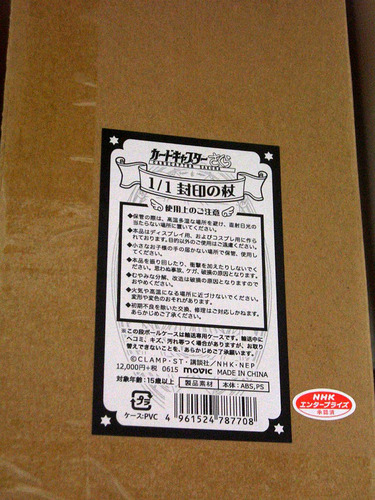 カードキャプターさくら
CARDCAPTOR SAKURA
1/1 封印の杖
使用上のご注意
◆保管の際は、高温多湿な場所を避け、直射日光の
当たらない場所に置いてください。
◆本品はディスプレイ用、およびコスプレ用に作ら
れております。目的以外のご使用はご遠慮ください。
◆小さなお子様の手の届かない場所で保管、使用し
てください。
◆本品を振り回したり、衝撃を加えたりしないでく
ださい。思わぬ事故、ケガ、破損の原因となります。
◆むやみな分解、改造は破損の原因となりますので
おやめください。
◆火気や高温になる場所に近づけないでください。
変形や変色のおそれがあります。
◆初期不良を除いた交換、修理はご対応しかねます。
あらかじめご了承ください。
※この段ボールケースは輸送専用ケースです。輸送中に
ヘコミ、キズ、汚れ等つく場合がありますが、お取り
替えできないことを、あらかじめご了承願います。
©CLAMP・ST・講談社/NHK・NEP
12,000円+税 0615 movic MADE IN CHINA
対象年齢:15歳以上 製品素材 本体:ABS,PS
プラ
ケース:PVC 4 961524 787708
NHK
エンタープライズ
承認済